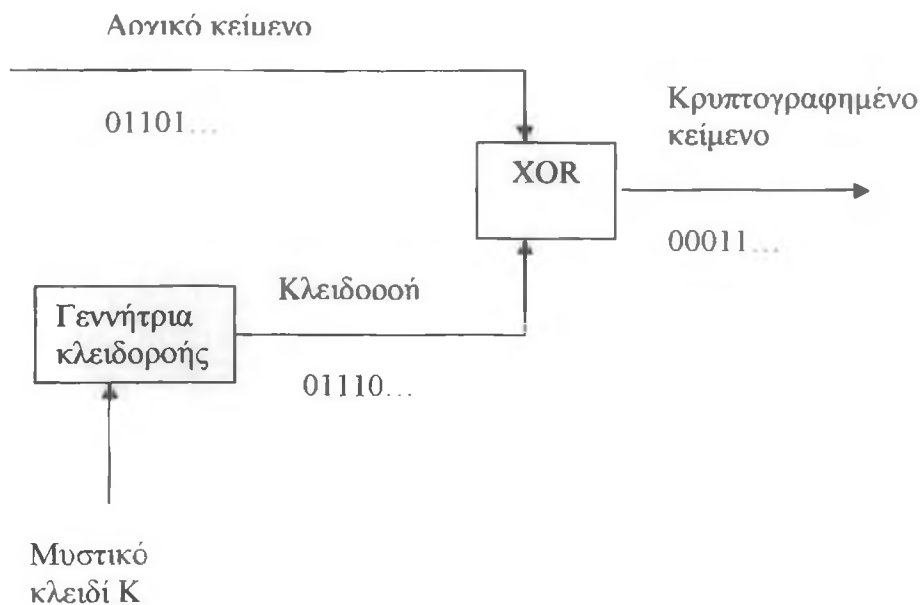 Αρχικό κείμενο
01101...
Κρυπτογραφημένο
κείμενο
XOR
00011...
Κλειδοροή
Γεννήτρια
κλειδοροής
01110...
Μυστικό
κλειδί Κ